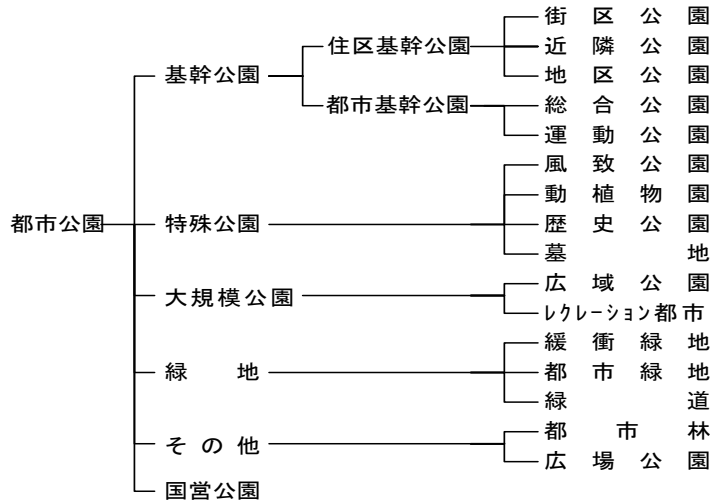 街区公園
住区基幹公園
近隣公園
基幹公園
地区公園
都市基幹公園
総合公園
運動公園
風致公園
動植物園
都市公園
特殊公園
歴史公園
墓地
大規模公園
広域公園
ﾚｸﾚｰｼｮﾝ都市
緩衝緑地
緑地
都市緑地
緑道
その他
都市林
広場公園
国営公園